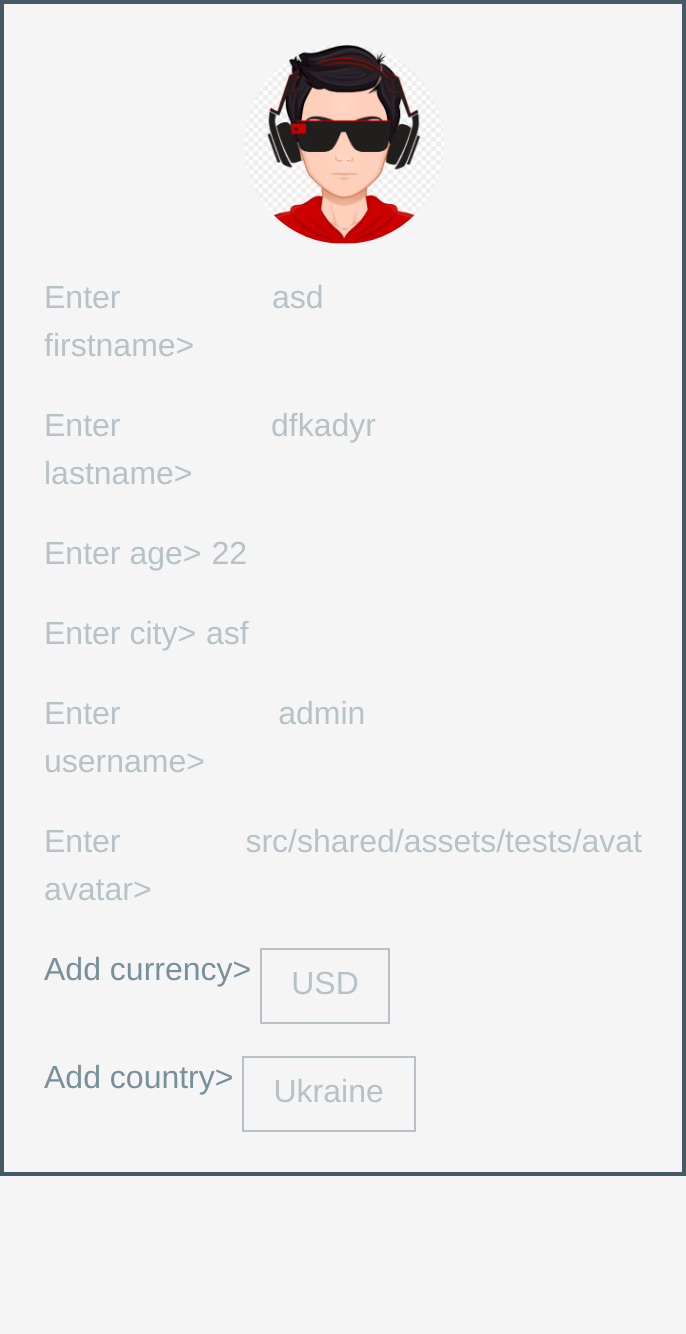 Enter asd
firstname>
Enter dfkadyr
lastname>
Enter age> 22
Enter city> asf
Enter admin
username>
Enter src/shared/assets/tests/avat
avatar>
Add currency> USD
Add country> Ukraine